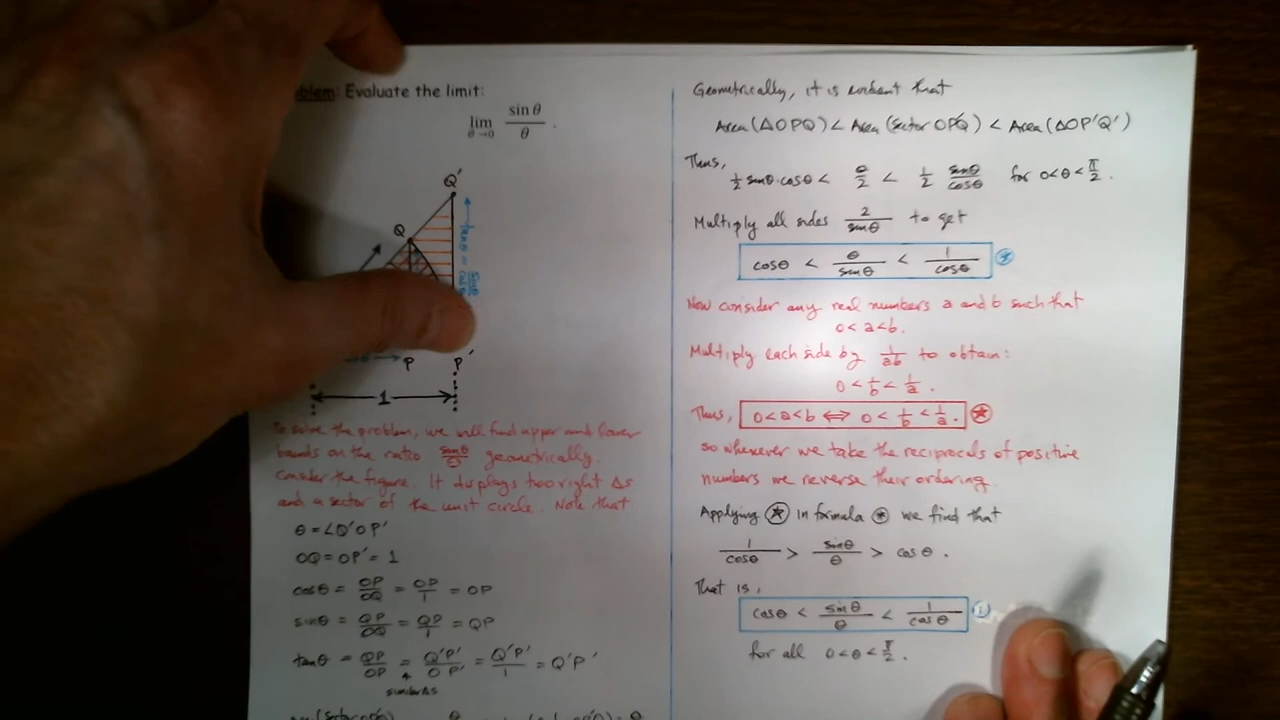 Evaluate the limit:
lim θ→0 sin θ / θ .
Q'
Q
tanθ = sinθ / cosθ
P P'
1
To solve the problem, we will find upper and lower
bounds on the ratio geometrically.
Consider the figure. It displays two right Δs
and a sector of the unit circle. Note that
θ = ∠Q'OP'
OQ = OP' = 1
cosθ = OP/OQ = OP/1 = OP
sinθ = QP/OQ = QP/1 = QP
tanθ = QP/OP = Q'P'/OP' = Q'P'/1 = Q'P'
similar Δs
Geometrically, it is evident that
Area (ΔOPQ) < Area (Sector OP'Q) < Area (ΔOP'Q')
Thus,
1/2 sinθ·cosθ < θ/2 < 1/2 sinθ/cosθ for 0<θ<π/2.
Multiply all sides 2/sinθ to get
cosθ < θ/sinθ < 1/cosθ
Now consider any real numbers a and b such that
0 < a < b.
Multiply each side by 1/ab to obtain:
0 < 1/b < 1/a .
Thus, 0<a<b ⇔ 0 < 1/b < 1/a. ★
so whenever we take the reciprocals of positive
numbers we reverse their ordering.
Applying ★ in formula we find that
1/cosθ > sinθ/θ > cosθ .
That is,
cosθ < sinθ/θ < 1/cosθ
for all 0<θ<π/2 .